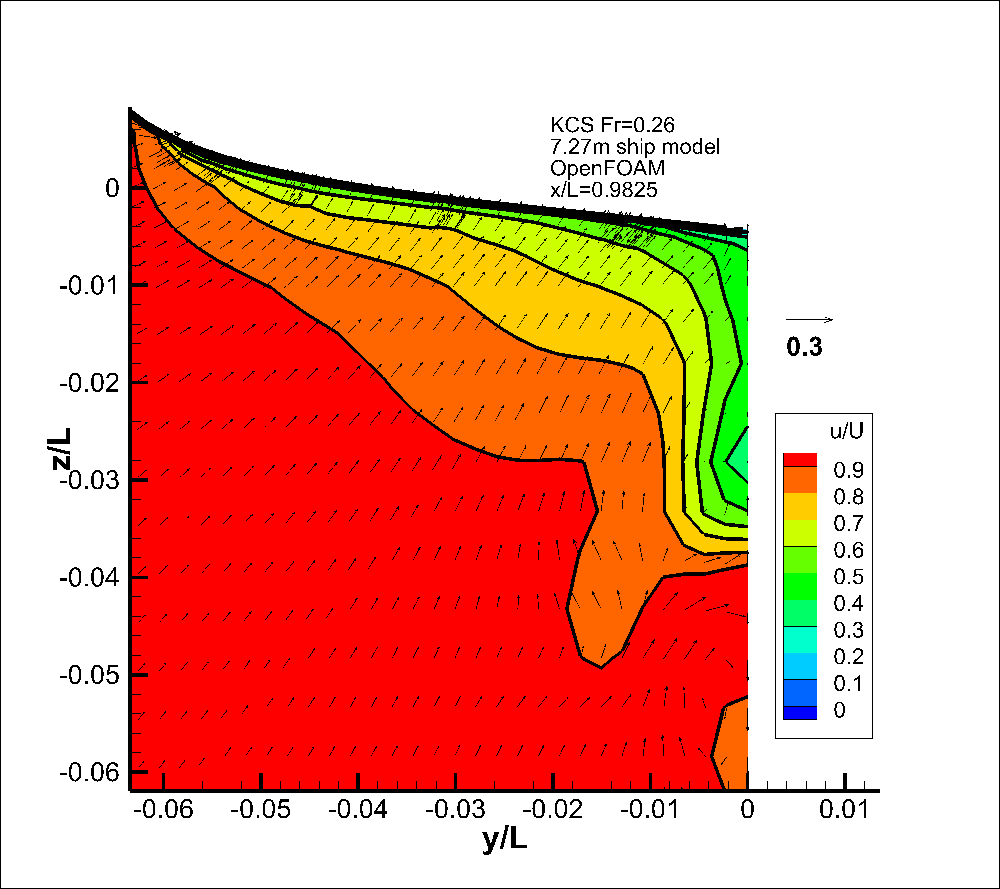 KCS Fr=0.26
7.27m ship model
OpenFOAM
x/L=0.9825
0
-0.01
-0.02
-0.03
-0.04
-0.05
-0.06
z/L
0.3
u/U
0.9
0.8
0.7
0.6
0.5
0.4
0.3
0.2
0.1
0
-0.06 -0.05 -0.04 -0.03 -0.02 -0.01 0 0.01
y/L